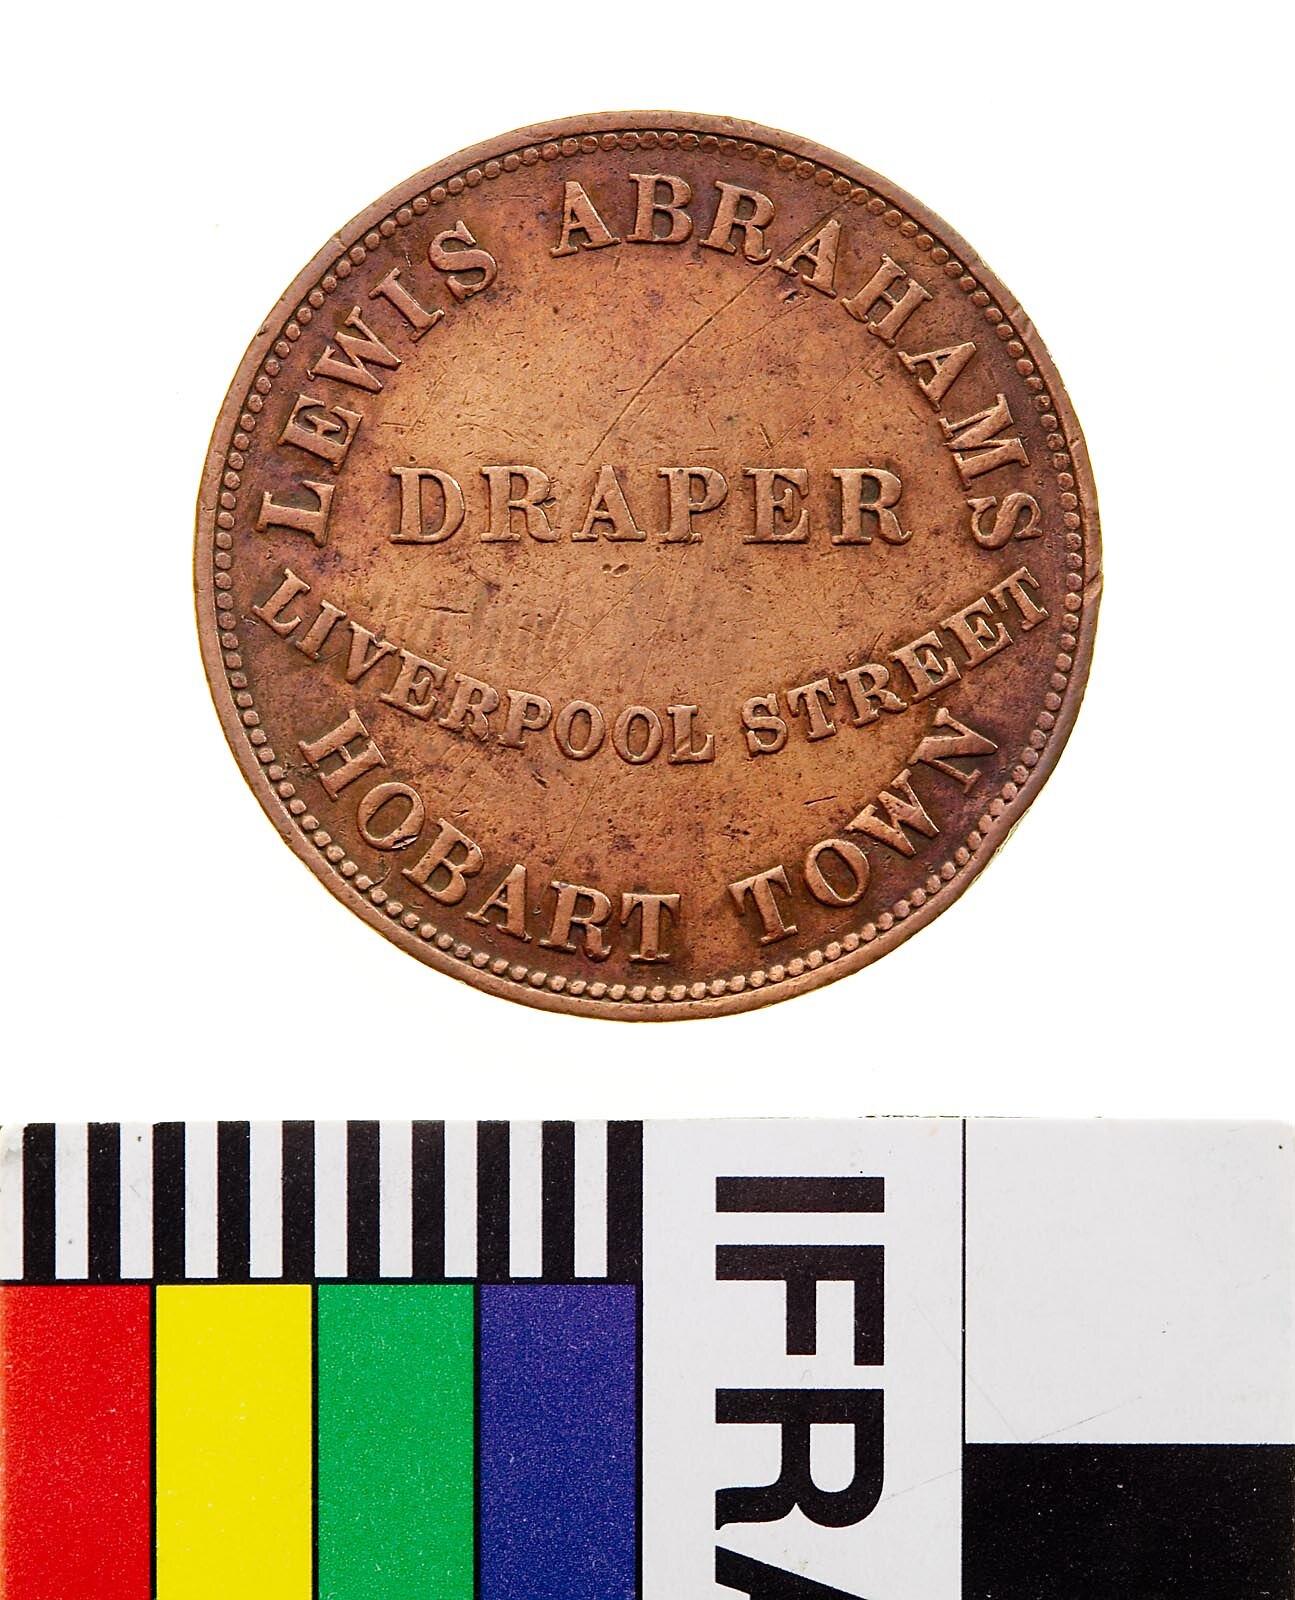 LEWIS ABRAHAMS
DRAPER
LIVERPOOL STREET
HOBART TOWN
IFRA